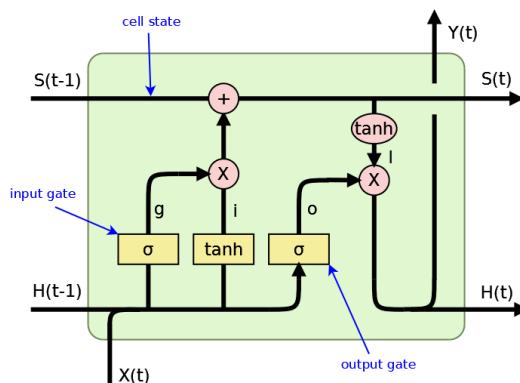 cell state
Y(t)
S(t-1)
S(t)
+
tanh
l
X
X
input gate
g
i
o
σ
tanh
σ
H(t-1)
H(t)
output gate
X(t)